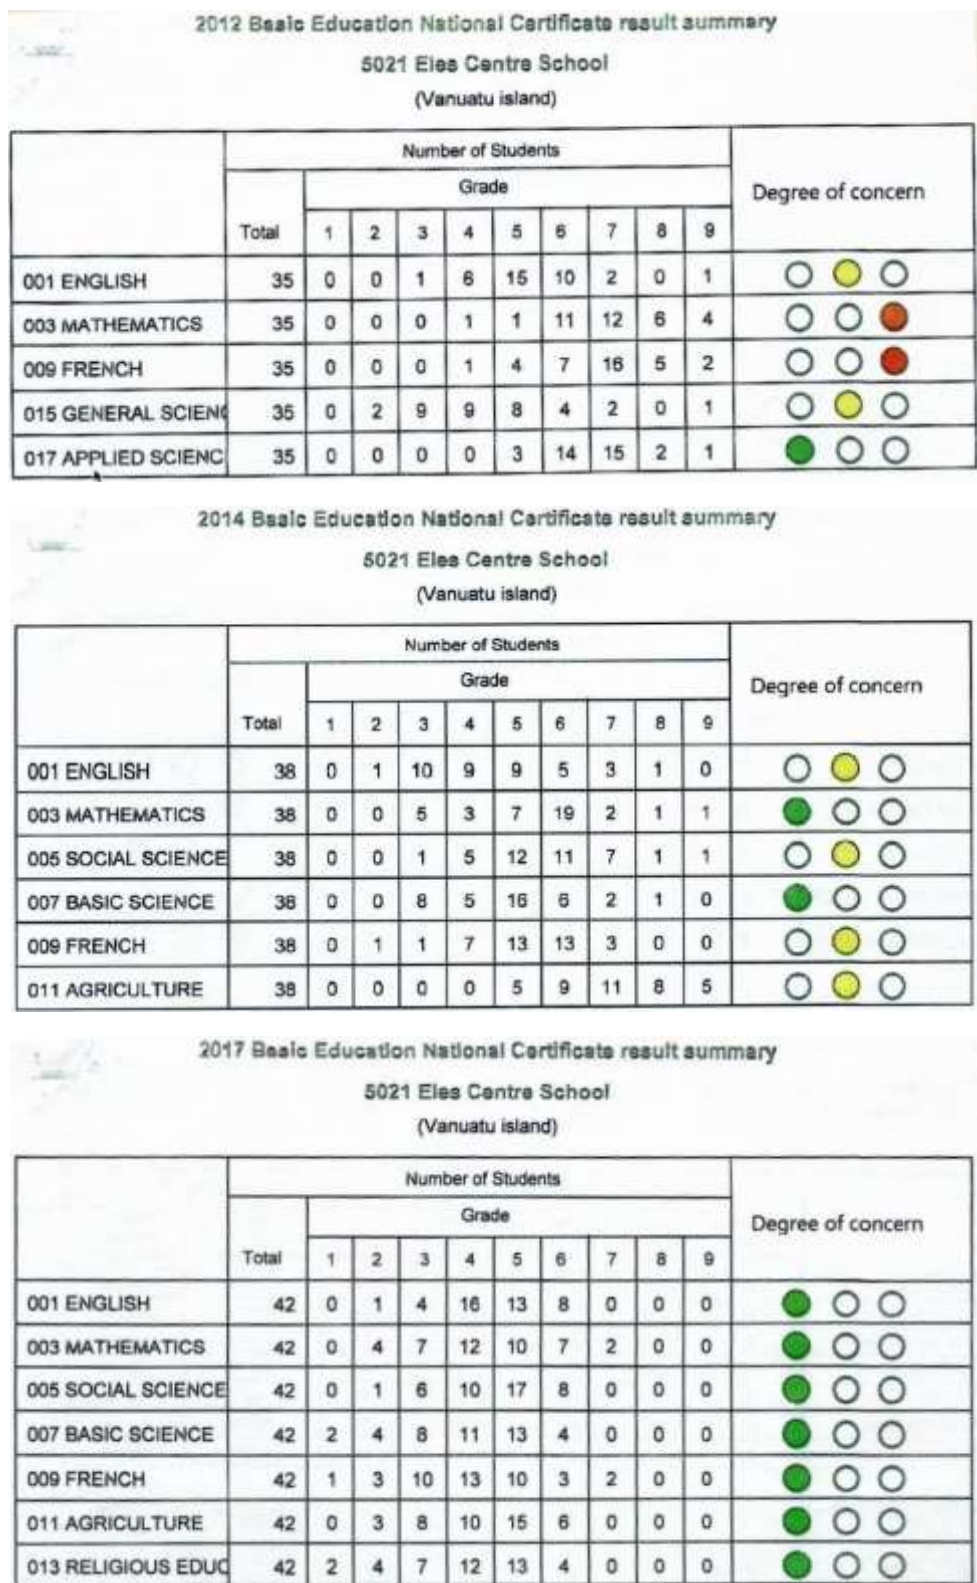 2012 Basic Education National Certificate result summary
5021 Eles Centre School
(Vanuatu island)
Number of Students
Grade
Degree of concern
Total 1 2 3 4 5 6 7 8 9
001 ENGLISH 35 0 0 1 6 15 10 2 0 1
003 MATHEMATICS 35 0 0 0 1 1 11 12 6 4
009 FRENCH 35 0 0 0 1 4 7 16 5 2
015 GENERAL SCIENC 35 0 2 9 9 8 4 2 0 1
017 APPLIED SCIENC 35 0 0 0 0 3 14 15 2 1
2014 Basic Education National Certificate result summary
5021 Eles Centre School
(Vanuatu island)
Number of Students
Grade
Degree of concern
Total 1 2 3 4 5 6 7 8 9
001 ENGLISH 38 0 1 10 9 9 5 3 1 0
003 MATHEMATICS 38 0 0 5 3 7 19 2 1 1
005 SOCIAL SCIENCE 38 0 0 1 5 12 11 7 1 1
007 BASIC SCIENCE 38 0 0 8 5 16 6 2 1 0
009 FRENCH 38 0 1 1 7 13 13 3 0 0
011 AGRICULTURE 38 0 0 0 0 5 9 11 8 5
2017 Basic Education National Certificate result summary
5021 Eles Centre School
(Vanuatu island)
Number of Students
Grade
Degree of concern
Total 1 2 3 4 5 6 7 8 9
001 ENGLISH 42 0 1 4 16 13 8 0 0 0
003 MATHEMATICS 42 0 4 7 12 10 7 2 0 0
005 SOCIAL SCIENCE 42 0 1 6 10 17 8 0 0 0
007 BASIC SCIENCE 42 2 4 8 11 13 4 0 0 0
009 FRENCH 42 1 3 10 13 10 3 2 0 0
011 AGRICULTURE 42 0 3 8 10 15 6 0 0 0
013 RELIGIOUS EDUC 42 2 4 7 12 13 4 0 0 0